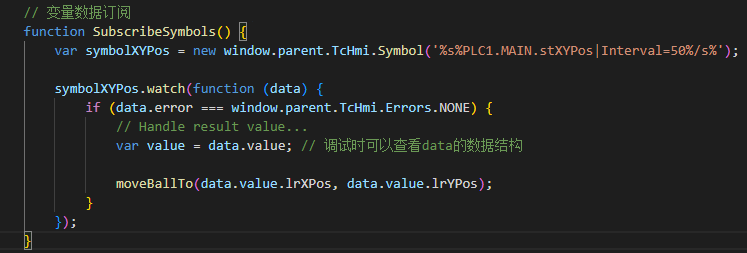 // 变量数据订阅
function SubscribeSymbols() {
    var symbolXYPos = new window.parent.TcHmi.Symbol('%s%PLC1.MAIN.stXYPos|Interval=50%/s%');
    symbolXYPos.watch(function (data) {
        if (data.error === window.parent.TcHmi.Errors.NONE) {
            // Handle result value...
            var value = data.value; // 调试时可以查看data的数据结构
            moveBallTo(data.value.lrXPos, data.value.lrYPos);
        }
    });
}